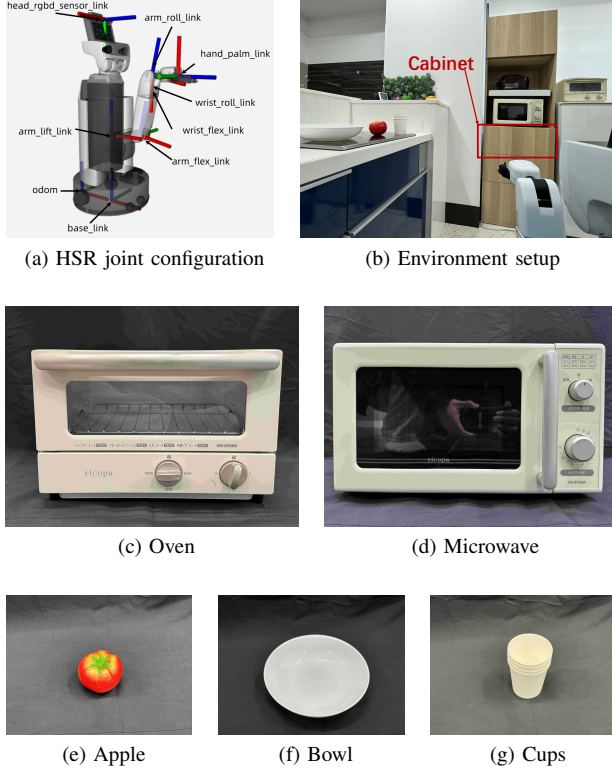 head_rgbd_sensor_link
arm_roll_link
hand_palm_link
wrist_roll_link
wrist_flex_link
arm_lift_link
arm_flex_link
odom
base_link
Cabinet
(a) HSR joint configuration
(b) Environment setup
ricopa
ricopa
(c) Oven
(d) Microwave
(e) Apple
(f) Bowl
(g) Cups